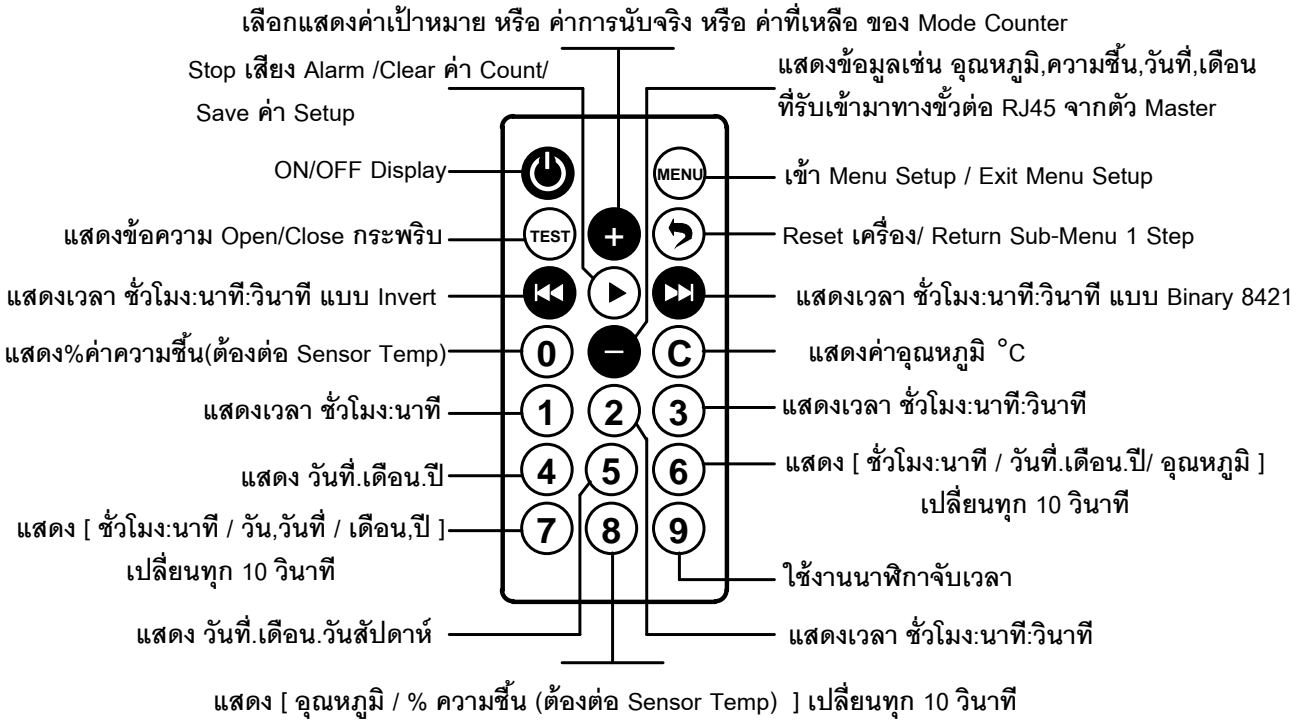 เลือกแสดงค่าเป้าหมาย หรือ ค่าการนับจริง หรือ ค่าที่เหลือ ของ Mode Counter
Stop เสียง Alarm /Clear ค่า Count/
Save ค่า Setup
แสดงข้อมูลเช่น อุณหภูมิ,ความชื้น,วันที่,เดือน
ที่รับเข้ามาทางขั้วต่อ RJ45 จากตัว Master
ON/OFF Display
MENU
เข้า Menu Setup / Exit Menu Setup
แสดงข้อความ Open/Close กระพริบ
TEST
+
Reset เครื่อง/ Return Sub-Menu 1 Step
แสดงเวลา ชั่วโมง:นาที:วินาที แบบ Invert
แสดงเวลา ชั่วโมง:นาที:วินาที แบบ Binary 8421
แสดง%ค่าความชื้น(ต้องต่อ Sensor Temp)
0
−
C
แสดงค่าอุณหภูมิ °C
แสดงเวลา ชั่วโมง:นาที
1
2
3
แสดงเวลา ชั่วโมง:นาที:วินาที
แสดง วันที่.เดือน.ปี
4
5
6
แสดง [ ชั่วโมง:นาที / วันที่.เดือน.ปี/ อุณหภูมิ ]
เปลี่ยนทุก 10 วินาที
แสดง [ ชั่วโมง:นาที / วัน,วันที่ / เดือน,ปี ]
เปลี่ยนทุก 10 วินาที
7
8
9
ใช้งานนาฬิกาจับเวลา
แสดง วันที่.เดือน.วันสัปดาห์
แสดงเวลา ชั่วโมง:นาที:วินาที
แสดง [ อุณหภูมิ / % ความชื้น (ต้องต่อ Sensor Temp) ] เปลี่ยนทุก 10 วินาที